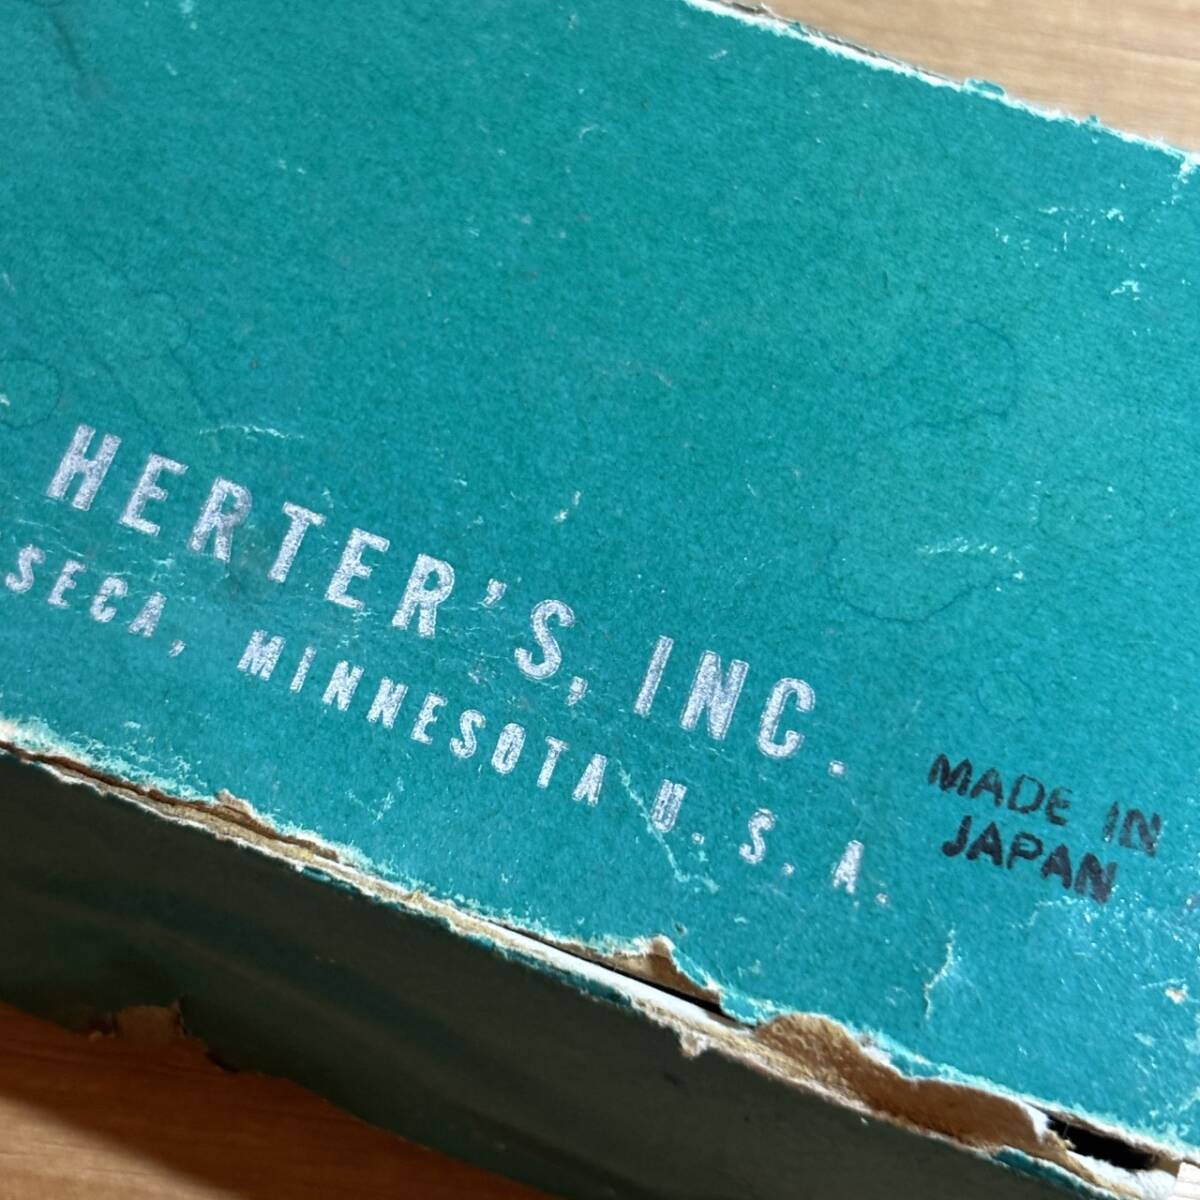 HERTER'S, INC.
SECA, MINNESOTA U.S.A.
MADE IN
JAPAN